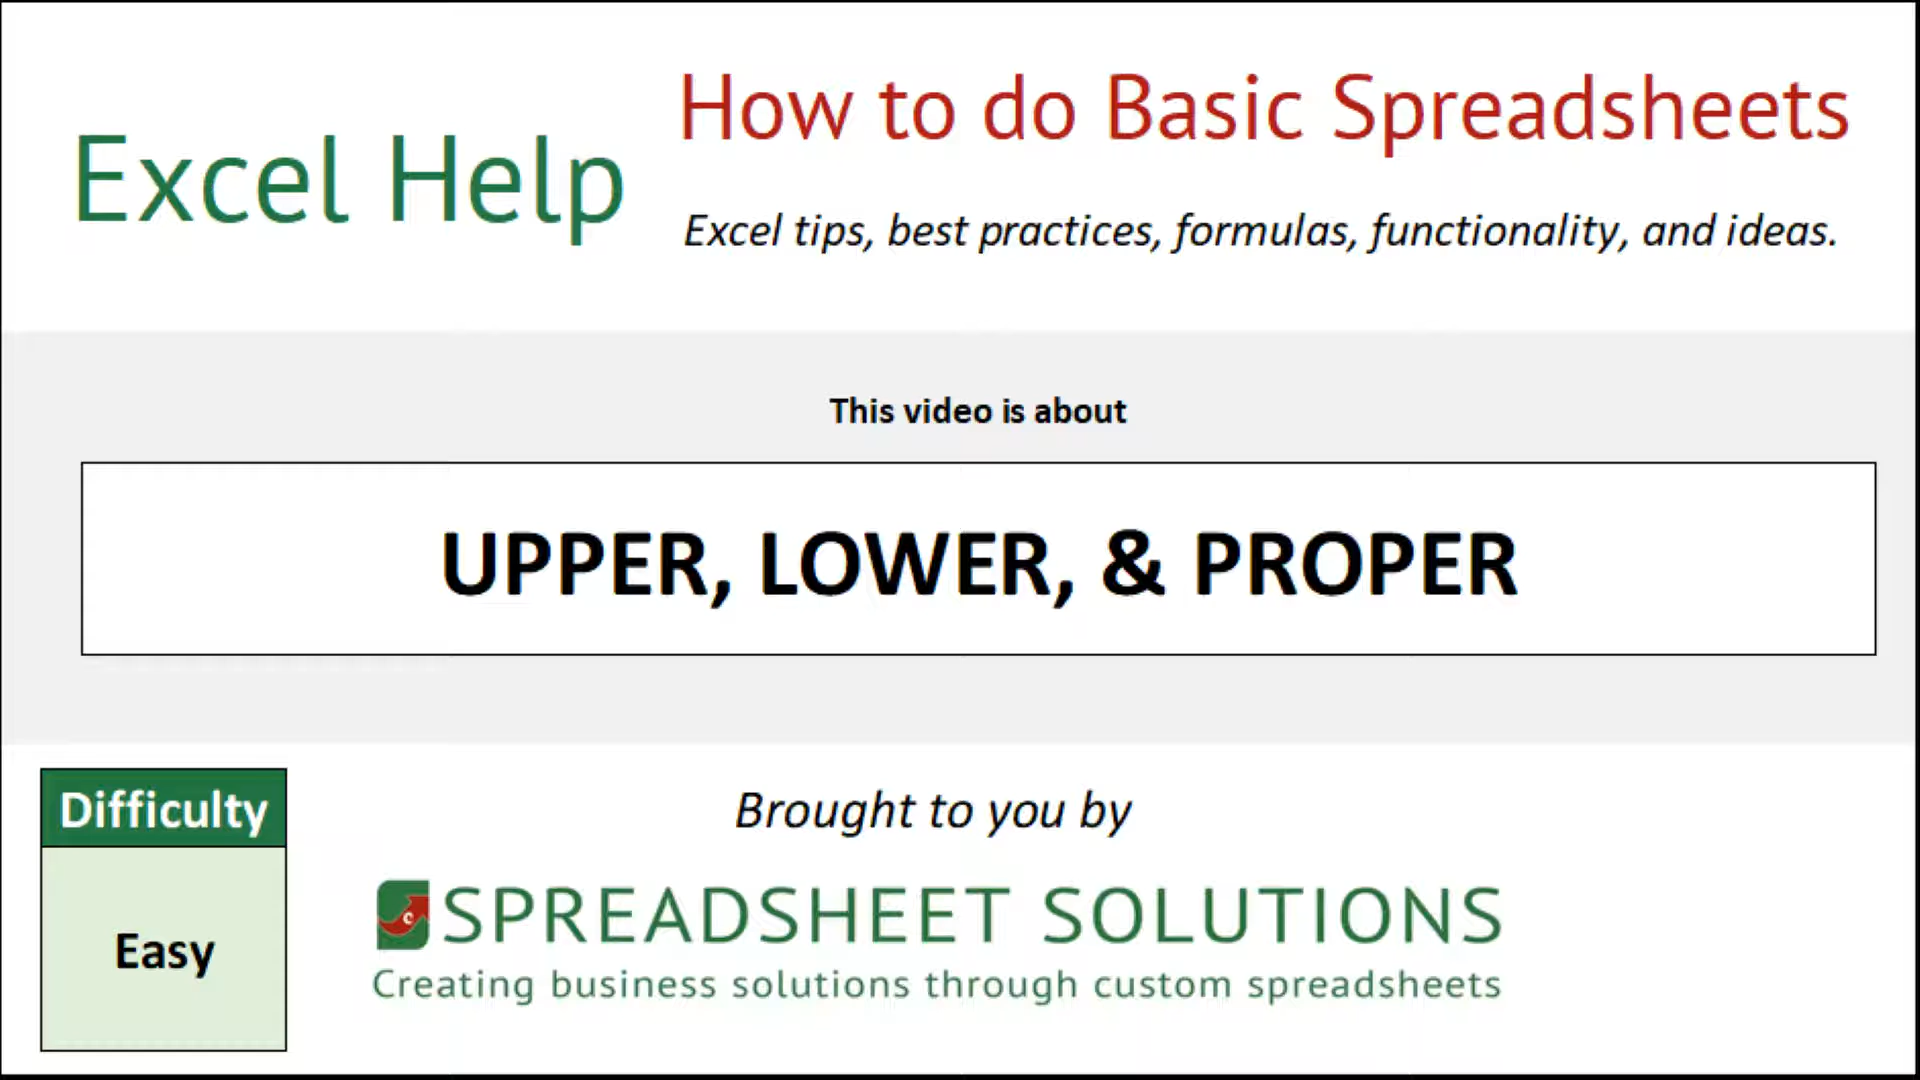 Excel Help
How to do Basic Spreadsheets
Excel tips, best practices, formulas, functionality, and ideas.
This video is about
UPPER, LOWER, & PROPER
Difficulty
Easy
Brought to you by
SPREADSHEET SOLUTIONS
Creating business solutions through custom spreadsheets